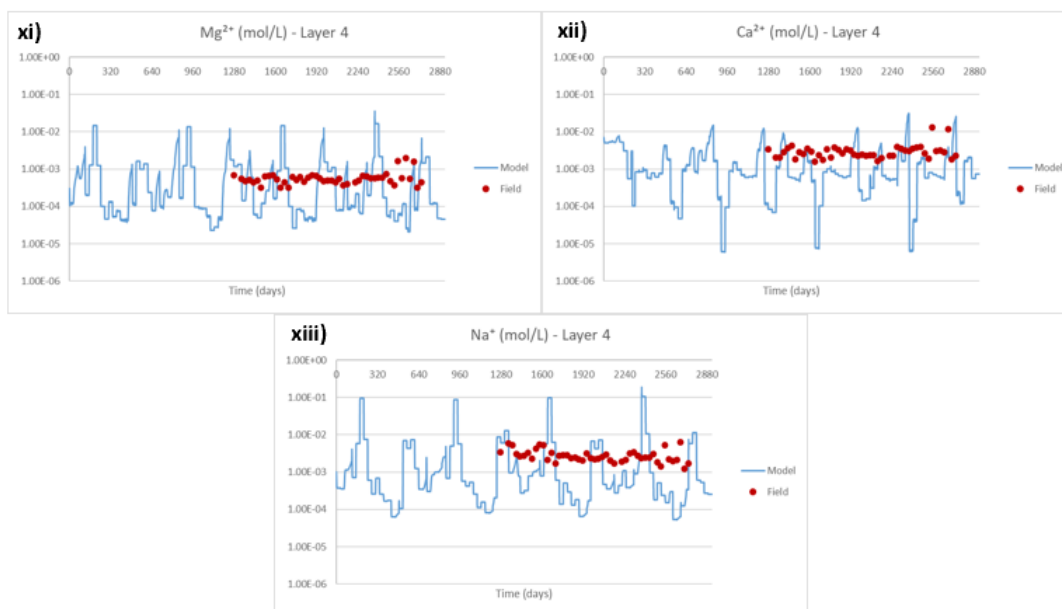 xi)
Mg²⁺ (mol/L) - Layer 4
1.00E+00
0 320 640 960 1280 1600 1920 2240 2560 2880
1.00E-01
1.00E-02
1.00E-03
1.00E-04
1.00E-05
1.00E-06
Time (days)
Model
Field
xii)
Ca²⁺ (mol/L) - Layer 4
1.00E+00
0 320 640 960 1280 1600 1920 2240 2560 2880
1.00E-01
1.00E-02
1.00E-03
1.00E-04
1.00E-05
1.00E-06
Time (days)
Model
Field
xiii)
Na⁺ (mol/L) - Layer 4
1.00E+00
0 320 640 960 1280 1600 1920 2240 2560 2880
1.00E-01
1.00E-02
1.00E-03
1.00E-04
1.00E-05
1.00E-06
Time (days)
Model
Field